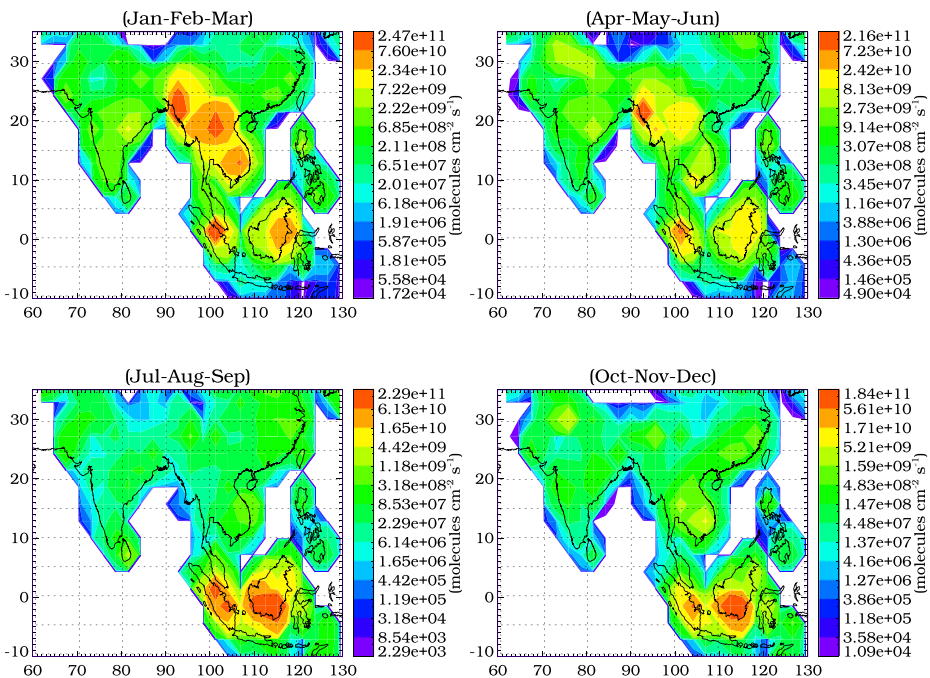 (Jan-Feb-Mar)
30
20
10
0
-10
60 70 80 90 100 110 120 130
2.47e+11
7.60e+10
2.34e+10
7.22e+09
2.22e+09
6.85e+08
2.11e+08
6.51e+07
2.01e+07
6.18e+06
1.91e+06
5.87e+05
1.81e+05
5.58e+04
1.72e+04
(molecules cm⁻² s⁻¹)
(Apr-May-Jun)
30
20
10
0
-10
60 70 80 90 100 110 120 130
2.16e+11
7.23e+10
2.42e+10
8.13e+09
2.73e+09
9.14e+08
3.07e+08
1.03e+08
3.45e+07
1.16e+07
3.88e+06
1.30e+06
4.36e+05
1.46e+05
4.90e+04
(molecules cm⁻² s⁻¹)
(Jul-Aug-Sep)
30
20
10
0
-10
60 70 80 90 100 110 120 130
2.29e+11
6.13e+10
1.65e+10
4.42e+09
1.18e+09
3.18e+08
8.53e+07
2.29e+07
6.14e+06
1.65e+06
4.42e+05
1.19e+05
3.18e+04
8.54e+03
2.29e+03
(molecules cm⁻² s⁻¹)
(Oct-Nov-Dec)
30
20
10
0
-10
60 70 80 90 100 110 120 130
1.84e+11
5.61e+10
1.71e+10
5.21e+09
1.59e+09
4.83e+08
1.47e+08
4.48e+07
1.37e+07
4.16e+06
1.27e+06
3.86e+05
1.18e+05
3.58e+04
1.09e+04
(molecules cm⁻² s⁻¹)